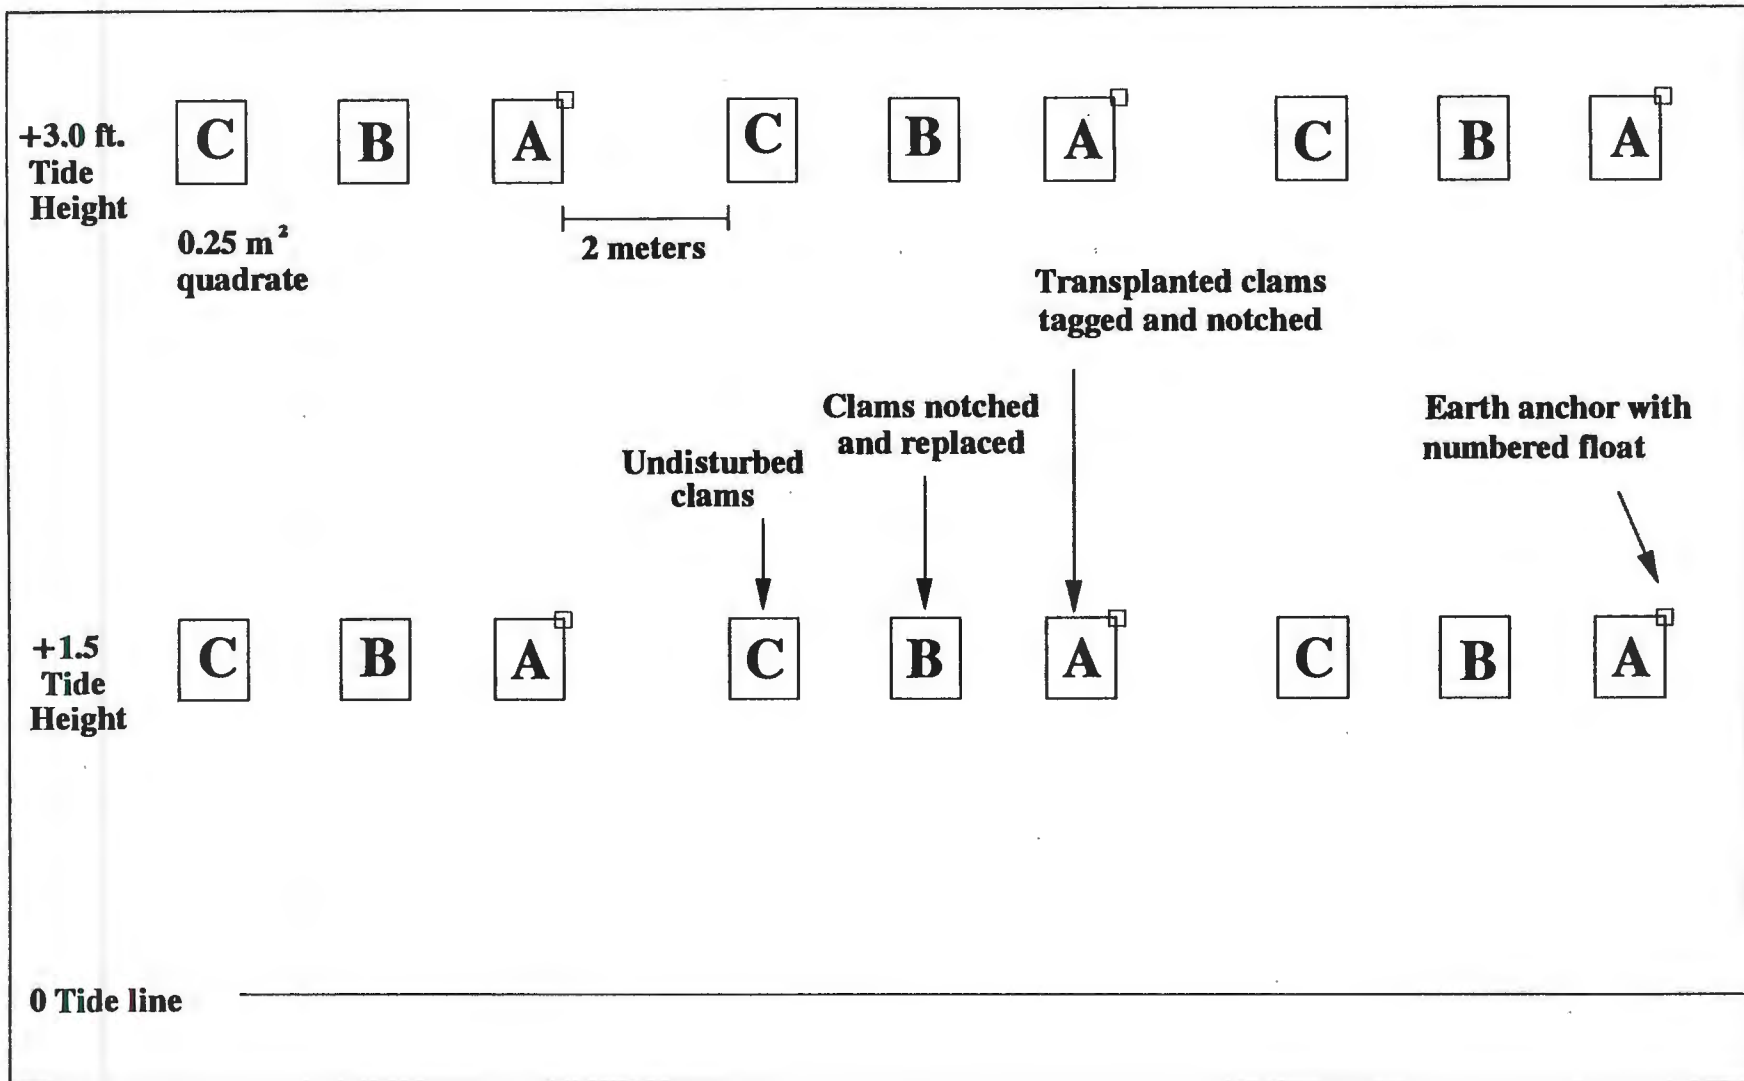 +3.0 ft.
Tide
Height
C B A C B A C B A
0.25 m²
quadrate
2 meters
Transplanted clams
tagged and notched
Clams notched
and replaced
Undisturbed
clams
Earth anchor with
numbered float
+1.5
Tide
Height
C B A C B A C B A
0 Tide line